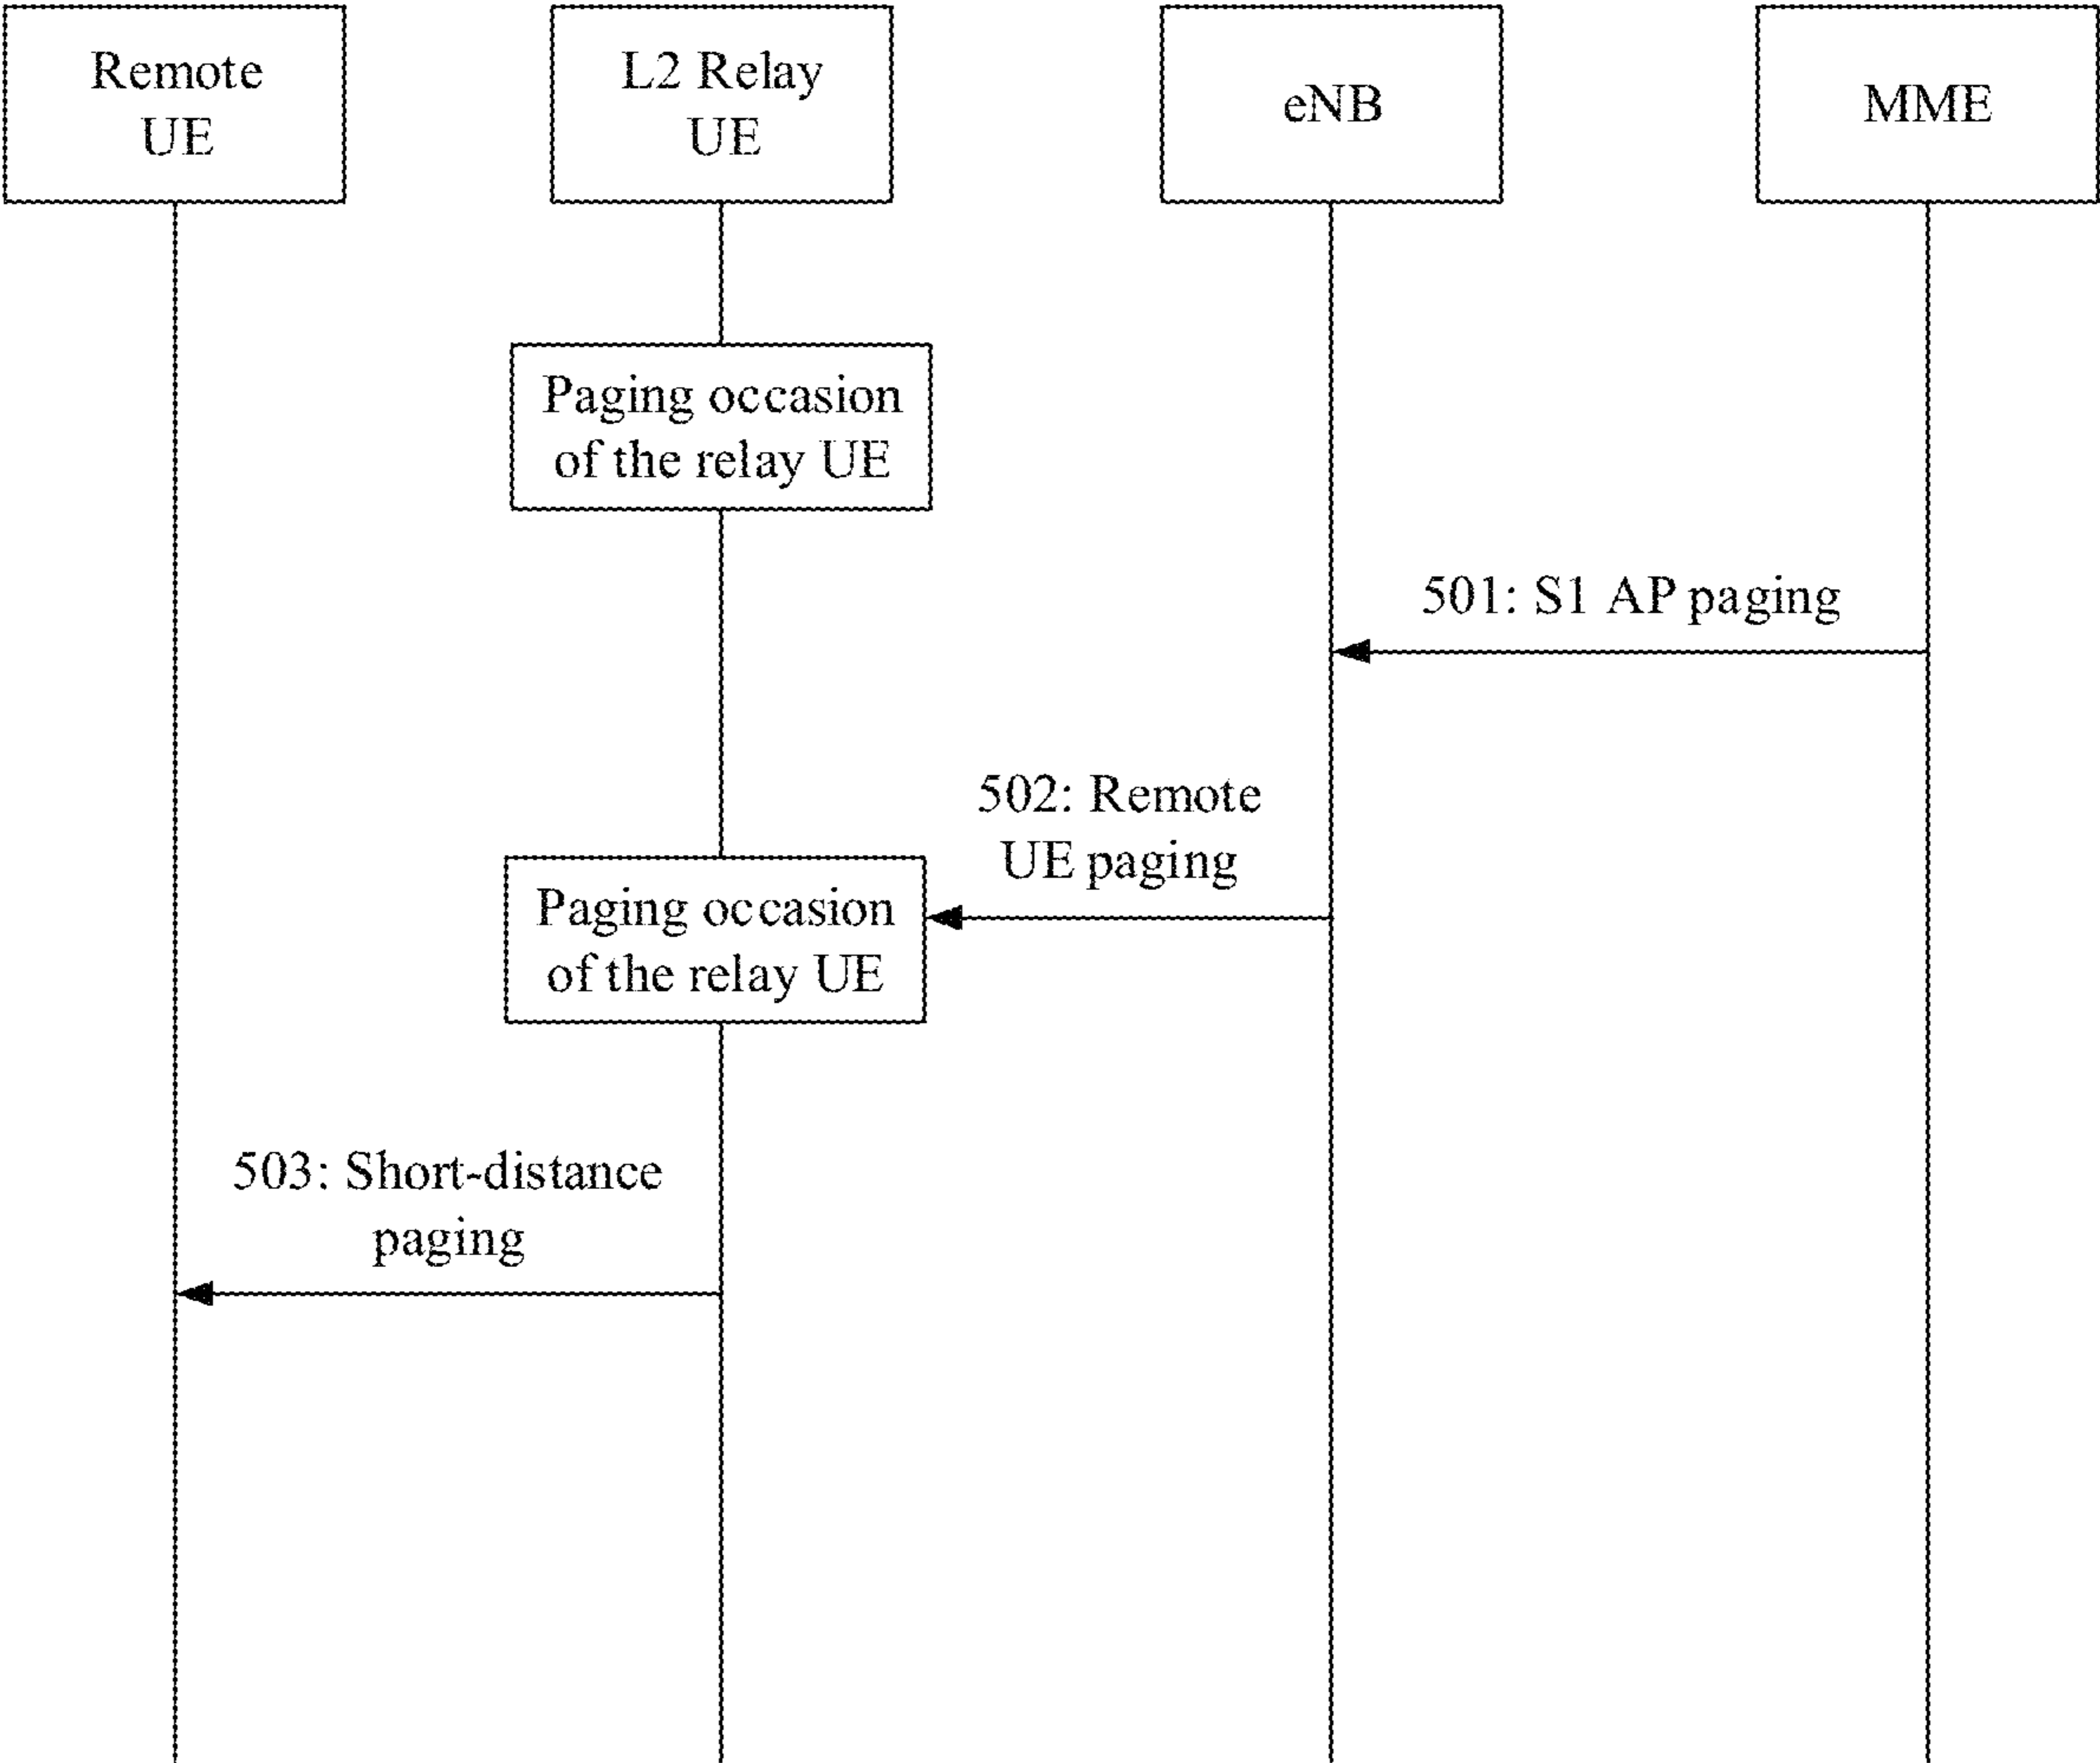 Remote
UE
L2 Relay
UE
eNB
MME
Paging occasion
of the relay UE
501: S1 AP paging
502: Remote
UE paging
Paging occasion
of the relay UE
503: Short-distance
paging